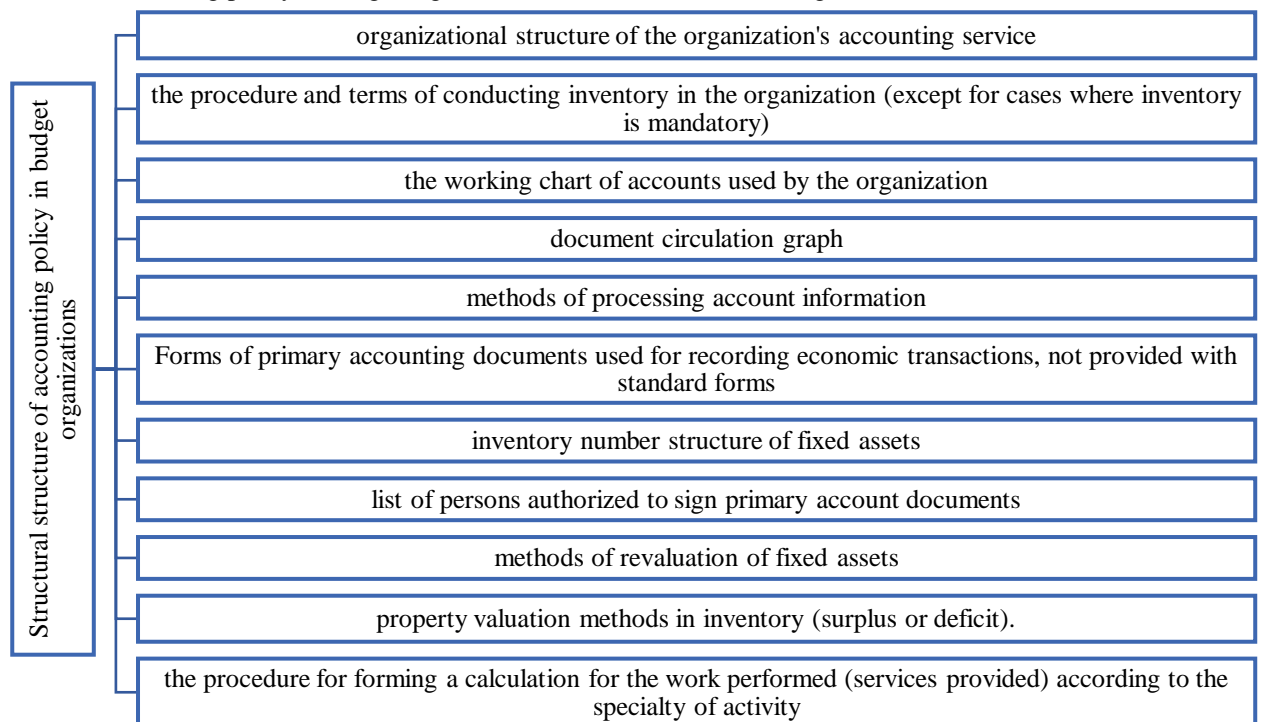 Structural structure of accounting policy in budget
organizations
organizational structure of the organization's accounting service
the procedure and terms of conducting inventory in the organization (except for cases where inventory
is mandatory)
the working chart of accounts used by the organization
document circulation graph
methods of processing account information
Forms of primary accounting documents used for recording economic transactions, not provided with
standard forms
inventory number structure of fixed assets
list of persons authorized to sign primary account documents
methods of revaluation of fixed assets
property valuation methods in inventory (surplus or deficit).
the procedure for forming a calculation for the work performed (services provided) according to the
specialty of activity